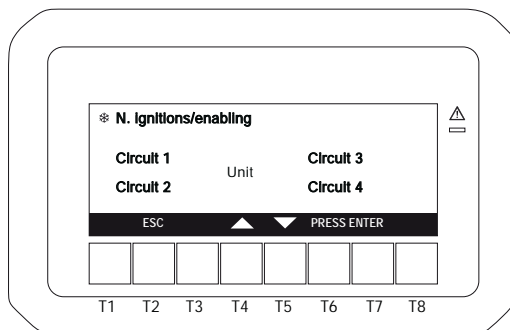 ❄ N. ignitions/enabling
Circuit 1 Unit Circuit 3
Circuit 2 Circuit 4
ESC ▲ ▼ PRESS ENTER
T1 T2 T3 T4 T5 T6 T7 T8